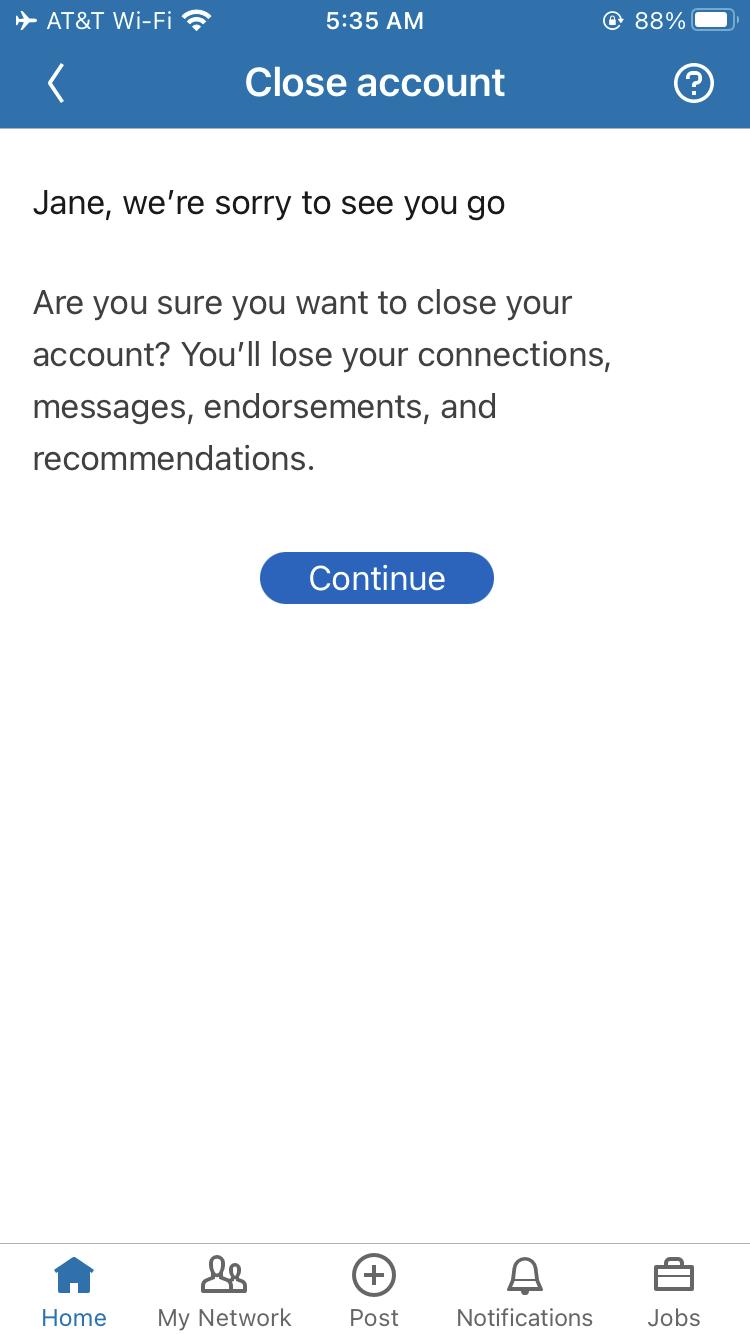 AT&T Wi-Fi 5:35 AM 88%
Close account
Jane, we’re sorry to see you go
Are you sure you want to close your
account? You’ll lose your connections,
messages, endorsements, and
recommendations.
Continue
Home My Network Post Notifications Jobs